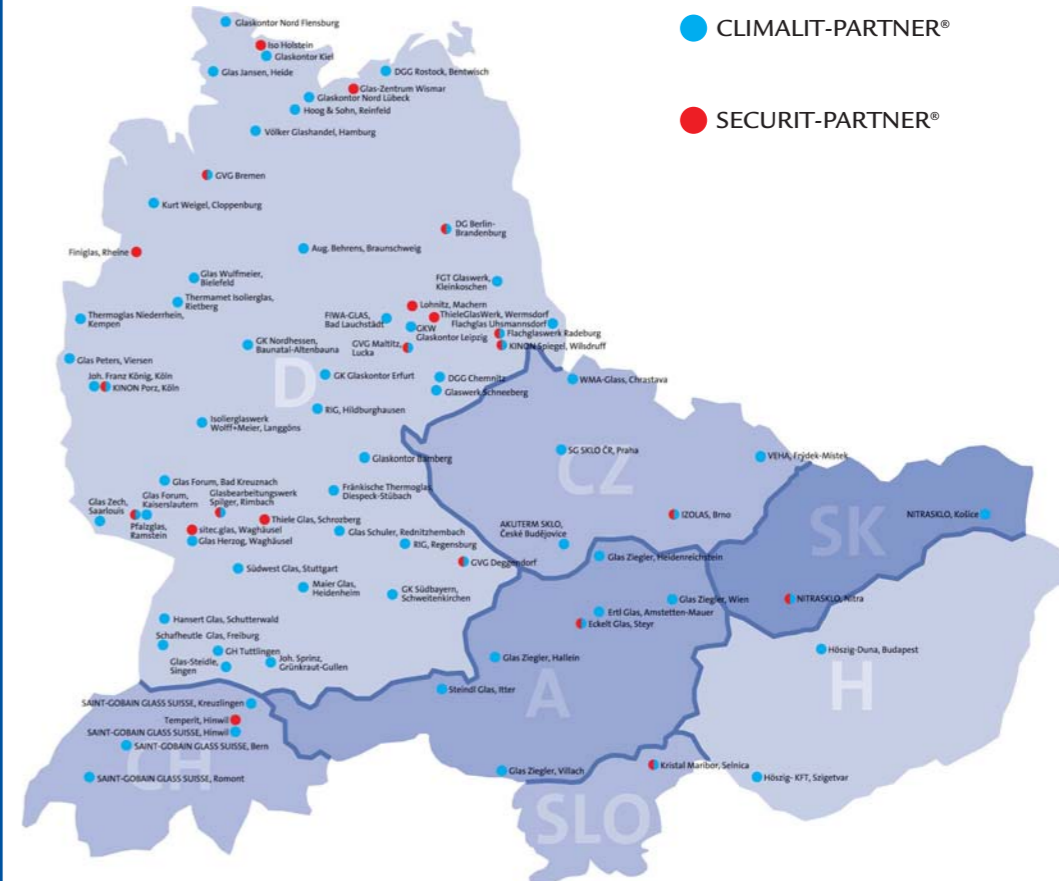 CLIMALIT-PARTNER®
SECURIT-PARTNER®
Glaskontor Nord Flensburg
Iso Holstein
Glaskontor Kiel
Glas Jansen, Heide
DGG Rostock, Bentwisch
Glas-Zentrum Wismar
Glaskontor Nord Lübeck
Hoog & Sohn, Reinfeld
Völker Glashandel, Hamburg
GVG Bremen
Kurt Weigel, Cloppenburg
DG Berlin-
Brandenburg
Finiglas, Rheine
Aug. Behrens, Braunschweig
Glas Wulfmeier,
Bielefeld
FGT Glaswerk,
Kleinkoschen
Thermamet Isolierglas,
Rietberg
Lohnitz, Machern
Thermoglas Niederrhein,
Kempen
FIWA-GLAS,
Bad Lauchstädt
ThieleGlasWerk, Wermsdorf
Flachglas Uhsmannsdorf
GKW
Glaskontor Leipzig
Flachglaswerk Radeburg
GK Nordhessen,
Baunatal-Altenbauna
GVG Maltitz,
Lucka
KINON Spiegel, Wilsdruff
Glas Peters, Viersen
Joh. Franz König, Köln
KINON Porz, Köln
D
GK Glaskontor Erfurt
DGG Chemnitz
Glaswerk Schneeberg
WMA-Glass, Chrastava
RIG, Hildburghausen
Isolierglaswerk
Wolff+Meier, Langgöns
Glaskontor Bamberg
SG SKLO ČR, Praha
CZ
VEHA, Frýdek-Místek
Glas Forum, Bad Kreuznach
Fränkische Thermoglas,
Diespeck-Stübach
Glas Zech,
Saarlouis
Glas Forum,
Kaiserslautern
Glasbearbeitungswerk
Spilger, Rimbach
Pfalzglas,
Ramstein
Thiele Glas, Schrozberg
sitec.glas, Waghäusel
Glas Herzog, Waghäusel
Glas Schuler, Rednitzhembach
RIG, Regensburg
IZOLAS, Brno
NITRASKLO, Košice
SK
AKUTERM SKLO,
České Budějovice
GVG Deggendorf
Glas Ziegler, Heidenreichstein
Südwest Glas, Stuttgart
Maier Glas,
Heidenheim
GK Südbayern,
Schweitenkirchen
Glas Ziegler, Wien
NITRASKLO, Nitra
Ertl Glas, Amstetten-Mauer
Eckelt Glas, Steyr
Hansert Glas, Schutterwald
Schafheutle Glas, Freiburg
GH Tuttlingen
Glas-Steidle,
Singen
Joh. Sprinz,
Grünkraut-Gullen
Glas Ziegler, Hallein
Höszig-Duna, Budapest
H
Steindl Glas, Itter
A
SAINT-GOBAIN GLASS SUISSE, Kreuzlingen
Temperit, Hinwil
SAINT-GOBAIN GLASS SUISSE, Hinwil
SAINT-GOBAIN GLASS SUISSE, Bern
CH
SAINT-GOBAIN GLASS SUISSE, Romont
Glas Ziegler, Villach
Kristal Maribor, Selnica
Höszig- KFT, Szigetvar
SLO